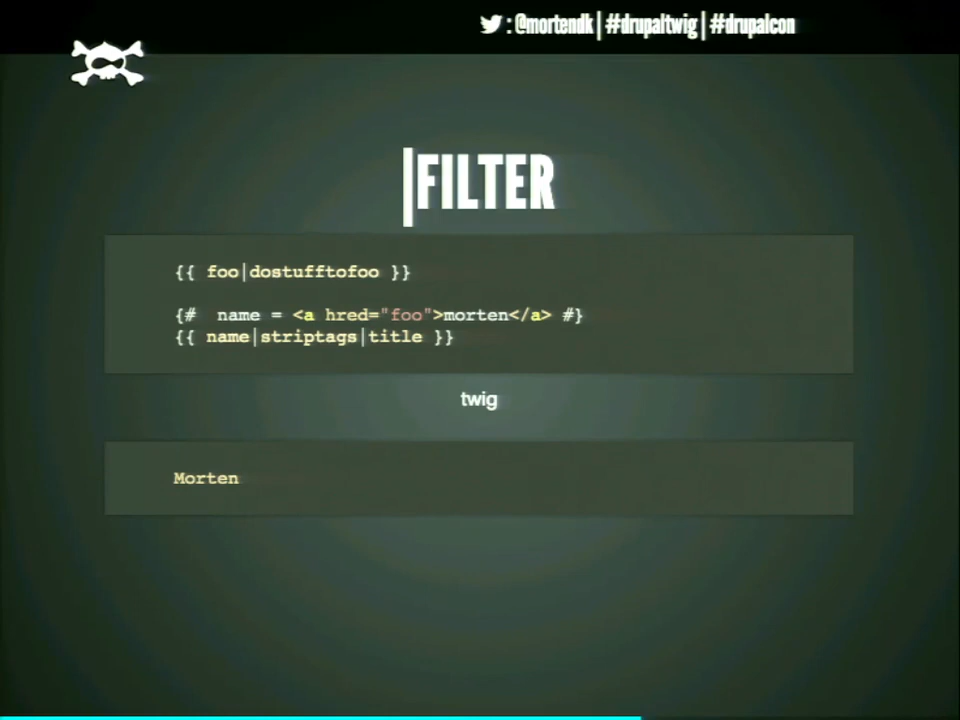 : @mortendk | #drupaltwig | #drupalcon
|FILTER
{{ foo|dostufftofoo }}
{#  name = <a hred="foo">morten</a> #}
{{ name|striptags|title }}
twig
Morten